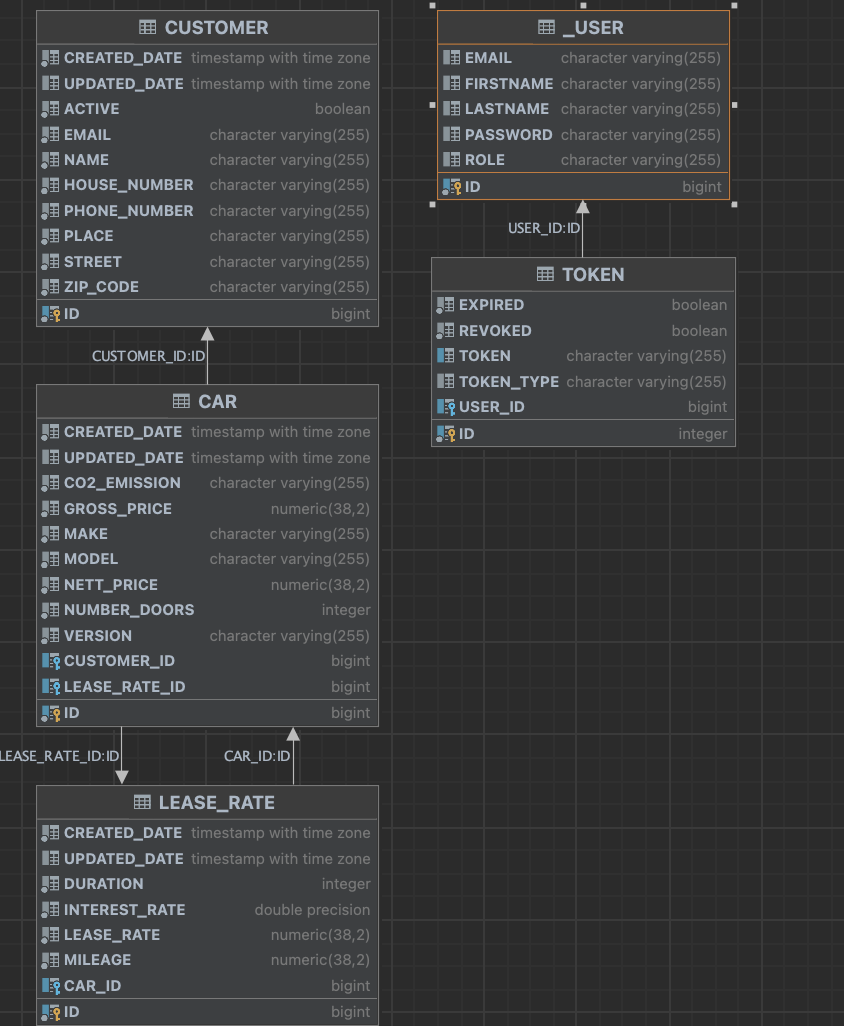 CUSTOMER
CREATED_DATE timestamp with time zone
UPDATED_DATE timestamp with time zone
ACTIVE boolean
EMAIL character varying(255)
NAME character varying(255)
HOUSE_NUMBER character varying(255)
PHONE_NUMBER character varying(255)
PLACE character varying(255)
STREET character varying(255)
ZIP_CODE character varying(255)
ID bigint
CUSTOMER_ID:ID
CAR
CREATED_DATE timestamp with time zone
UPDATED_DATE timestamp with time zone
CO2_EMISSION character varying(255)
GROSS_PRICE numeric(38,2)
MAKE character varying(255)
MODEL character varying(255)
NETT_PRICE numeric(38,2)
NUMBER_DOORS integer
VERSION character varying(255)
CUSTOMER_ID bigint
LEASE_RATE_ID bigint
ID bigint
LEASE_RATE_ID:ID
CAR_ID:ID
LEASE_RATE
CREATED_DATE timestamp with time zone
UPDATED_DATE timestamp with time zone
DURATION integer
INTEREST_RATE double precision
LEASE_RATE numeric(38,2)
MILEAGE numeric(38,2)
CAR_ID bigint
ID bigint
_USER
EMAIL character varying(255)
FIRSTNAME character varying(255)
LASTNAME character varying(255)
PASSWORD character varying(255)
ROLE character varying(255)
ID bigint
USER_ID:ID
TOKEN
EXPIRED boolean
REVOKED boolean
TOKEN character varying(255)
TOKEN_TYPE character varying(255)
USER_ID bigint
ID integer